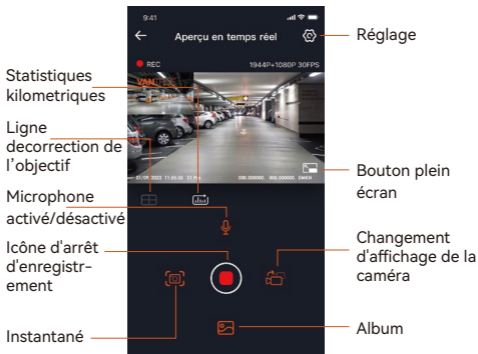 9:41
Aperçu en temps réel
Réglage
REC
1944P+1080P 30FPS
Statistiques
kilometriques
Ligne
decorrection de
l'objectif
Bouton plein
écran
Microphone
activé/désactivé
Icône d'arrêt
d'enregistr-
ement
Changement
d'affichage de la
caméra
Instantané
Album